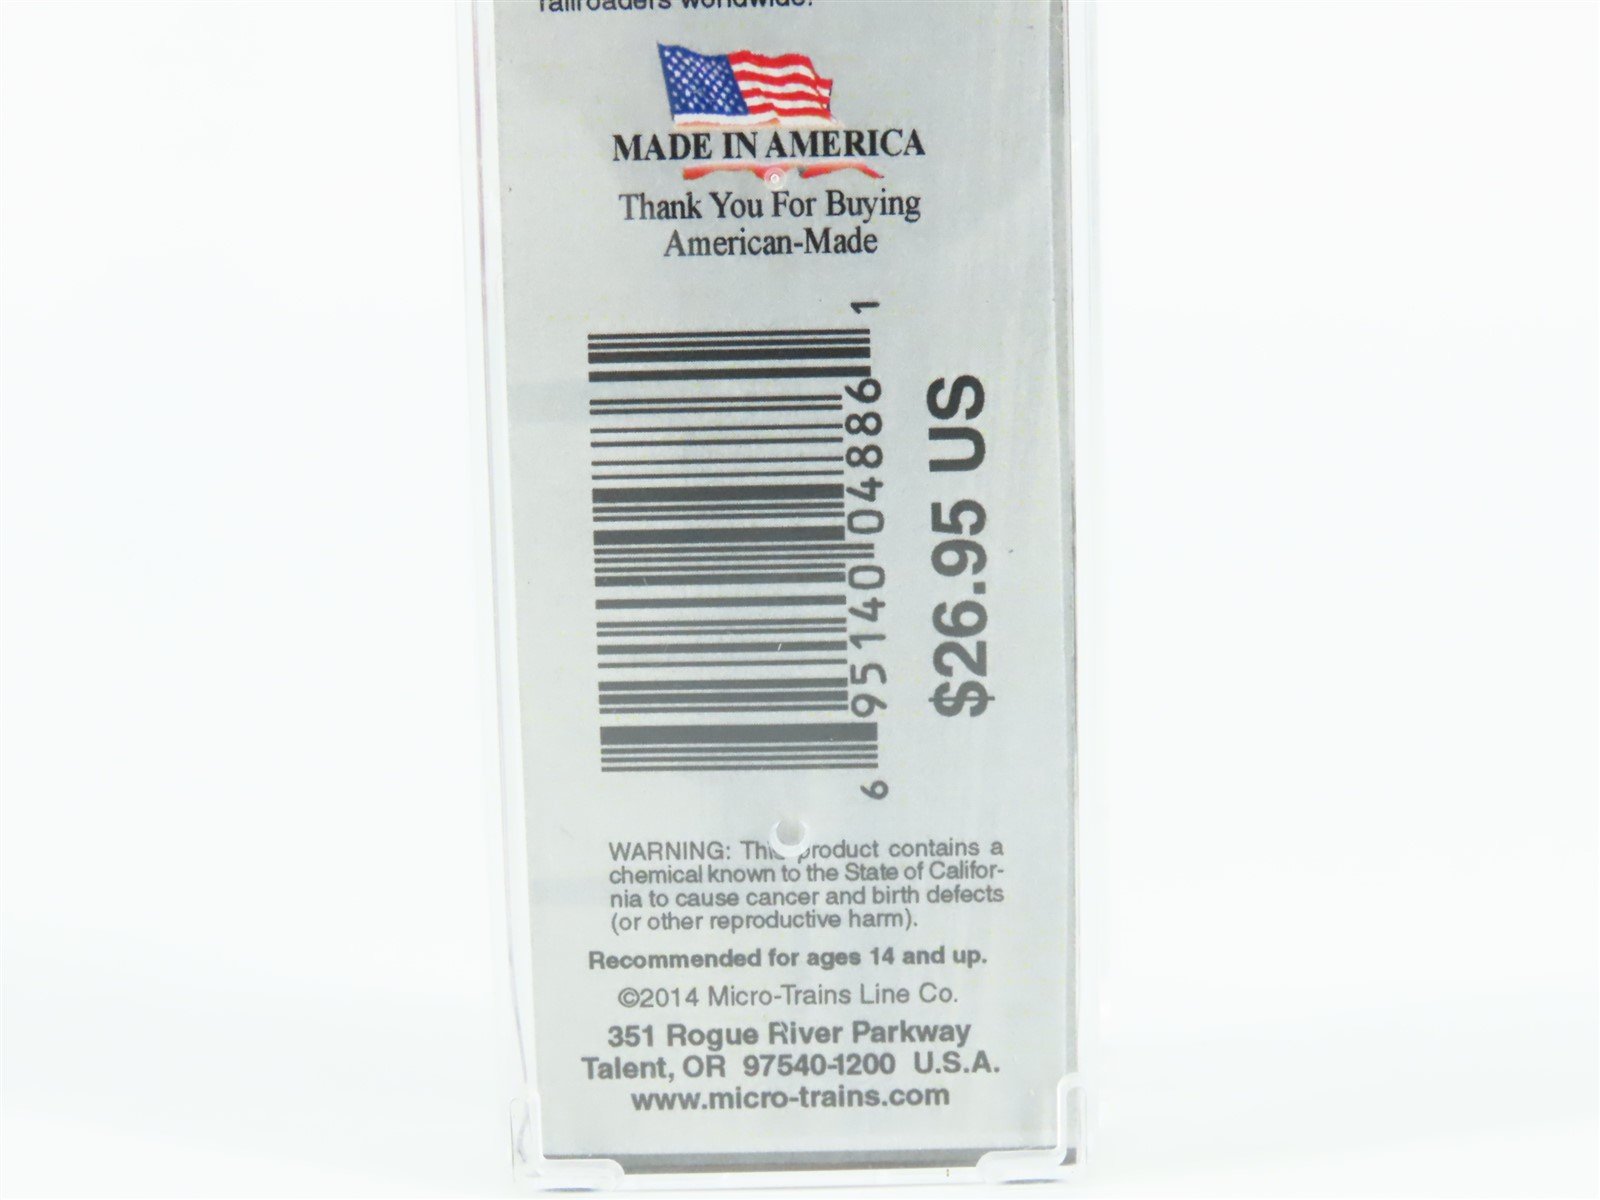 railroaders worldwide.
MADE IN AMERICA
Thank You For Buying
American-Made
6 95140 04886 1
$26.95 US
WARNING: This product contains a
chemical known to the State of Califor-
nia to cause cancer and birth defects
(or other reproductive harm).
Recommended for ages 14 and up.
©2014 Micro-Trains Line Co.
351 Rogue River Parkway
Talent, OR 97540-1200 U.S.A.
www.micro-trains.com